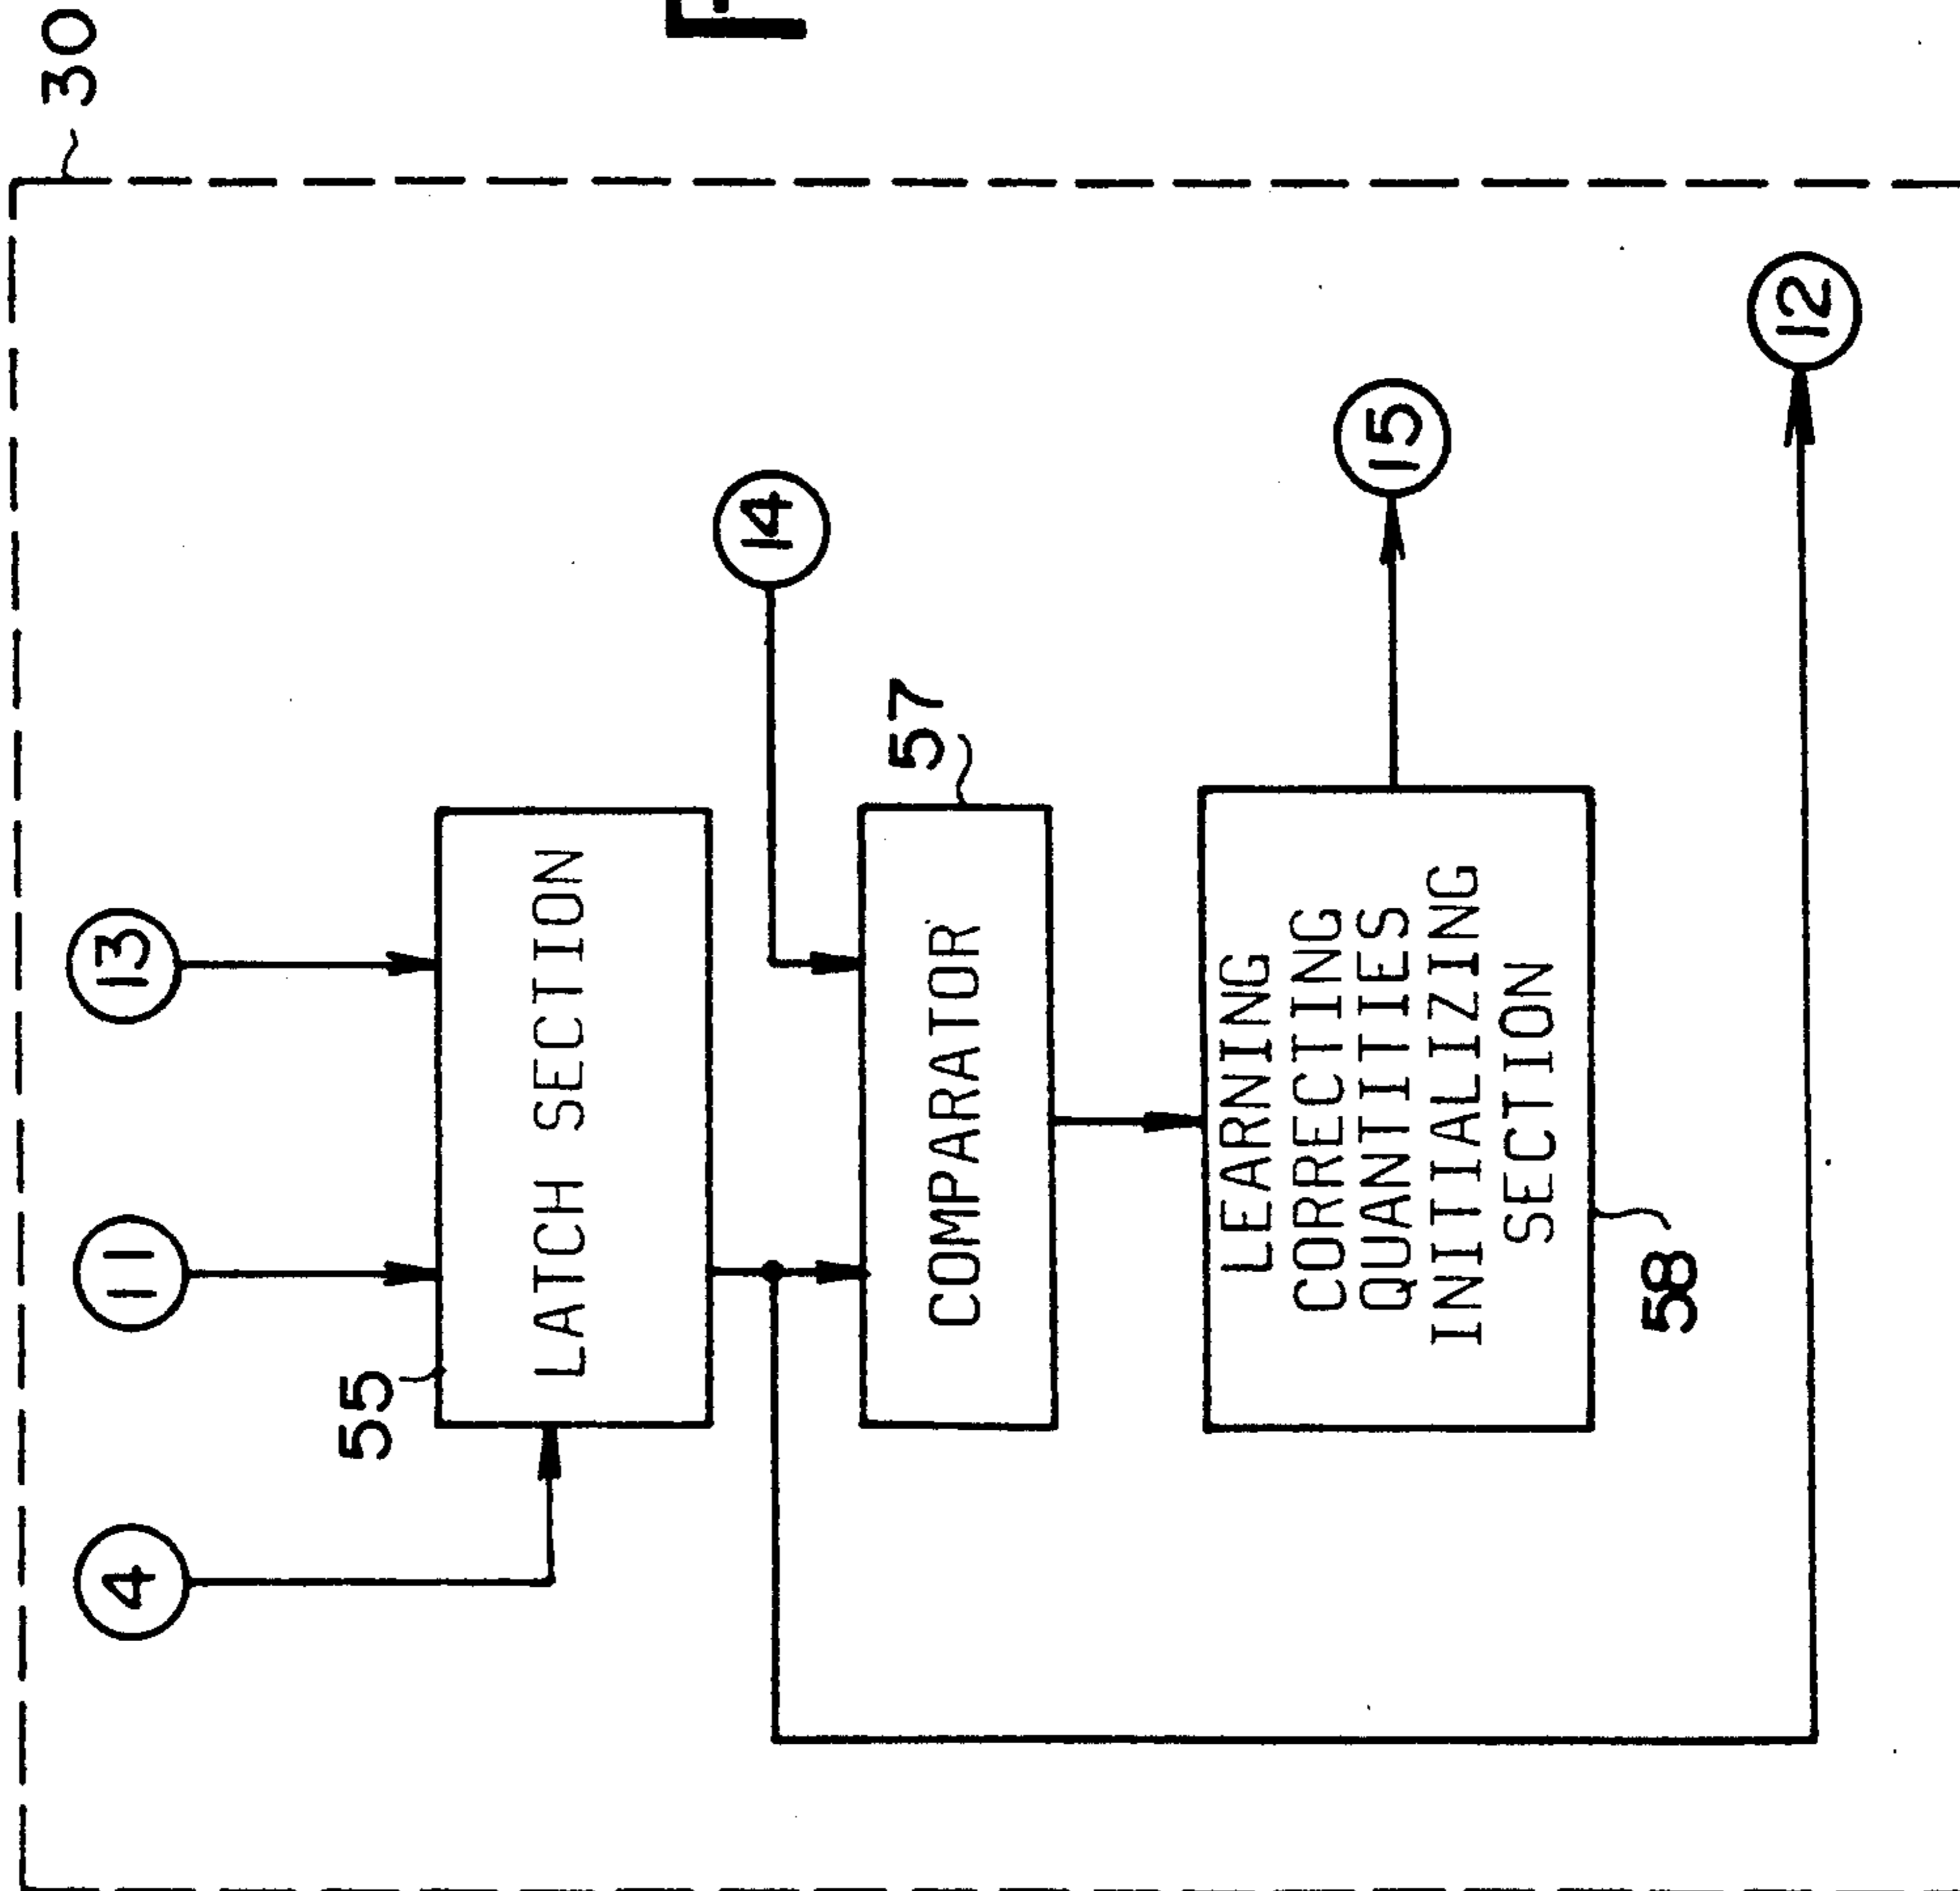 30
13
11
4
55
LATCH SECTION
14
57
COMPARATOR
LEARNING
CORRECTING
QUANTITIES
INITIALIZING
SECTION
58
15
12